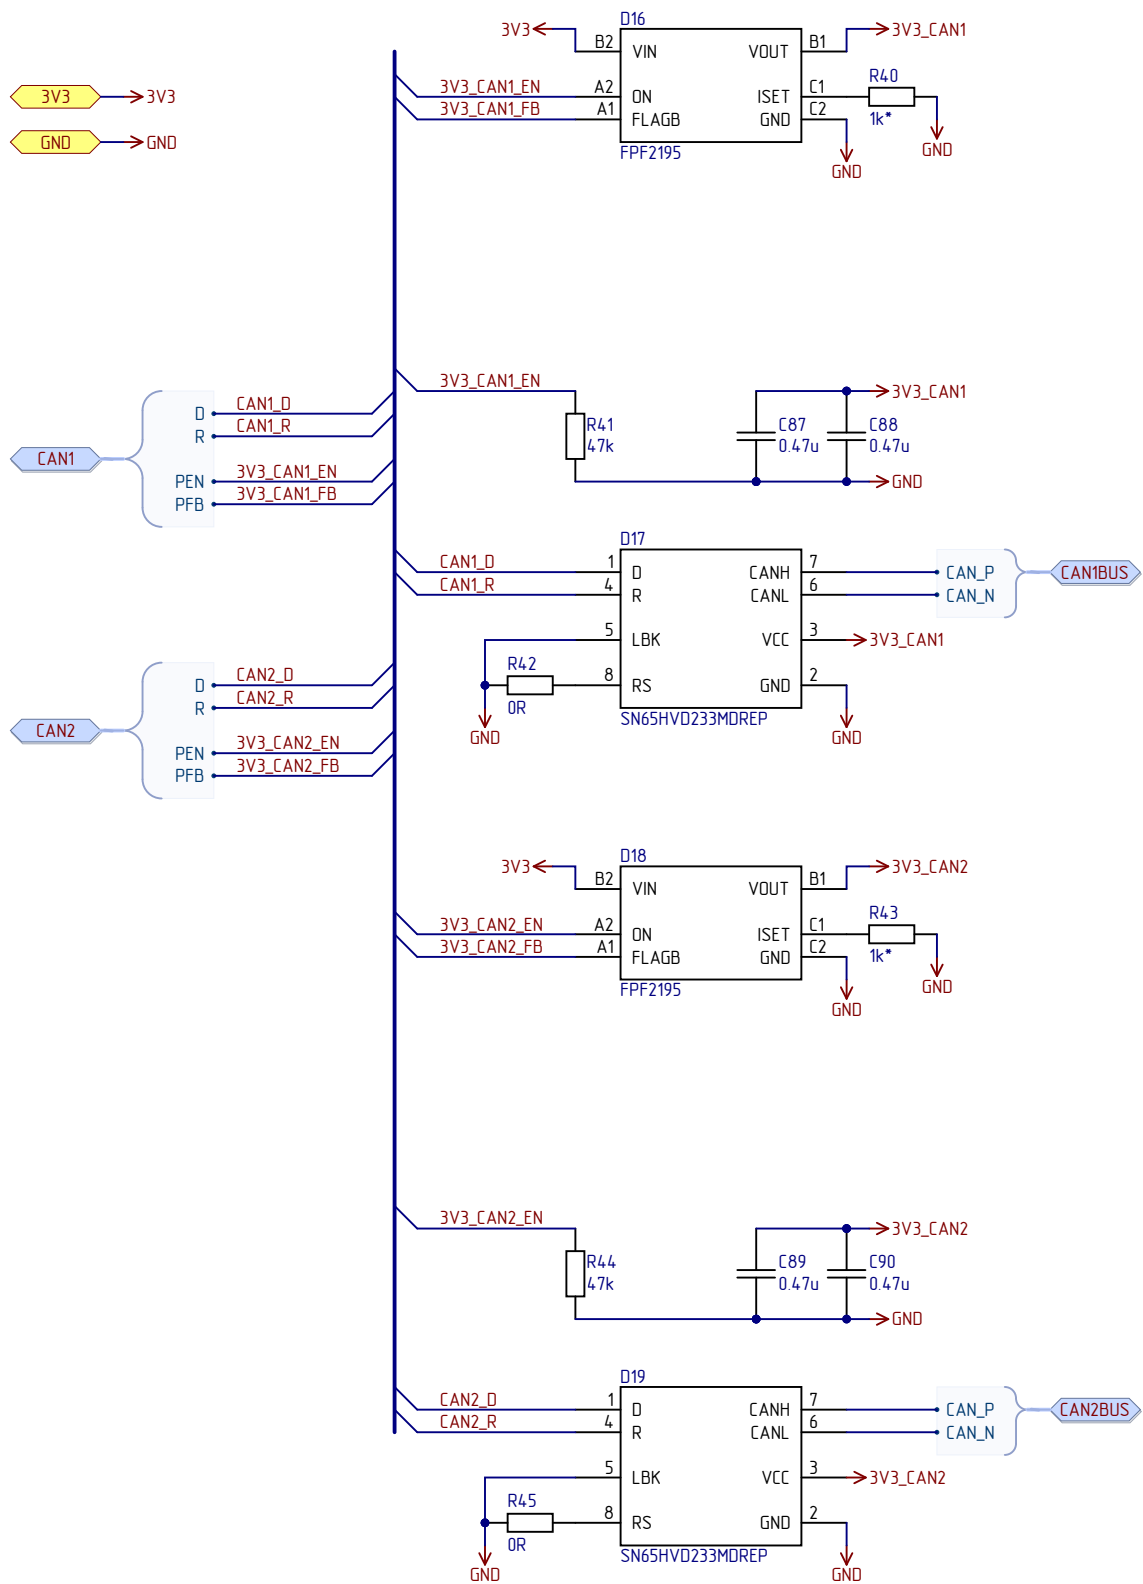 D16
3V3
B2 VIN VOUT B1
3V3_CAN1
3V3_CAN1_EN A2 ON ISET C1
R40
1k*
GND
3V3_CAN1_FB A1 FLAGB GND C2
GND
FPF2195
3V3 3V3
GND GND
3V3_CAN1_EN
R41
47k
C87
0.47u
C88
0.47u
3V3_CAN1
GND
CAN1
D CAN1_D
R CAN1_R
PEN 3V3_CAN1_EN
PFB 3V3_CAN1_FB
D17
CAN1_D 1 D CANH 7 CAN_P
CAN1_R 4 R CANL 6 CAN_N
CAN1BUS
5 LBK VCC 3 3V3_CAN1
R42
0R
8 RS GND 2
GND
GND
SN65HVD233MDREP
CAN2
D CAN2_D
R CAN2_R
PEN 3V3_CAN2_EN
PFB 3V3_CAN2_FB
D18
3V3
B2 VIN VOUT B1
3V3_CAN2
3V3_CAN2_EN A2 ON ISET C1
R43
1k*
GND
3V3_CAN2_FB A1 FLAGB GND C2
GND
FPF2195
3V3_CAN2_EN
R44
47k
C89
0.47u
C90
0.47u
3V3_CAN2
GND
D19
CAN2_D 1 D CANH 7 CAN_P
CAN2_R 4 R CANL 6 CAN_N
CAN2BUS
5 LBK VCC 3 3V3_CAN2
R45
0R
8 RS GND 2
GND
GND
SN65HVD233MDREP